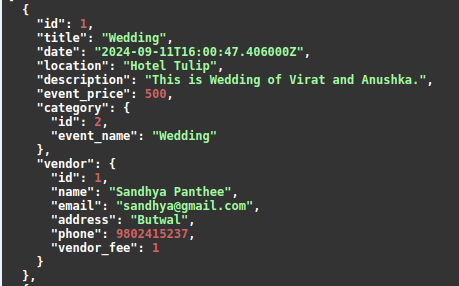 {
"id": 1,
"title": "Wedding",
"date": "2024-09-11T16:00:47.406000Z",
"location": "Hotel Tulip",
"description": "This is Wedding of Virat and Anushka.",
"event_price": 500,
"category": {
"id": 2,
"event_name": "Wedding"
},
"vendor": {
"id": 1,
"name": "Sandhya Panthee",
"email": "sandhya@gmail.com",
"address": "Butwal",
"phone": 9802415237,
"vendor_fee": 1
}
},